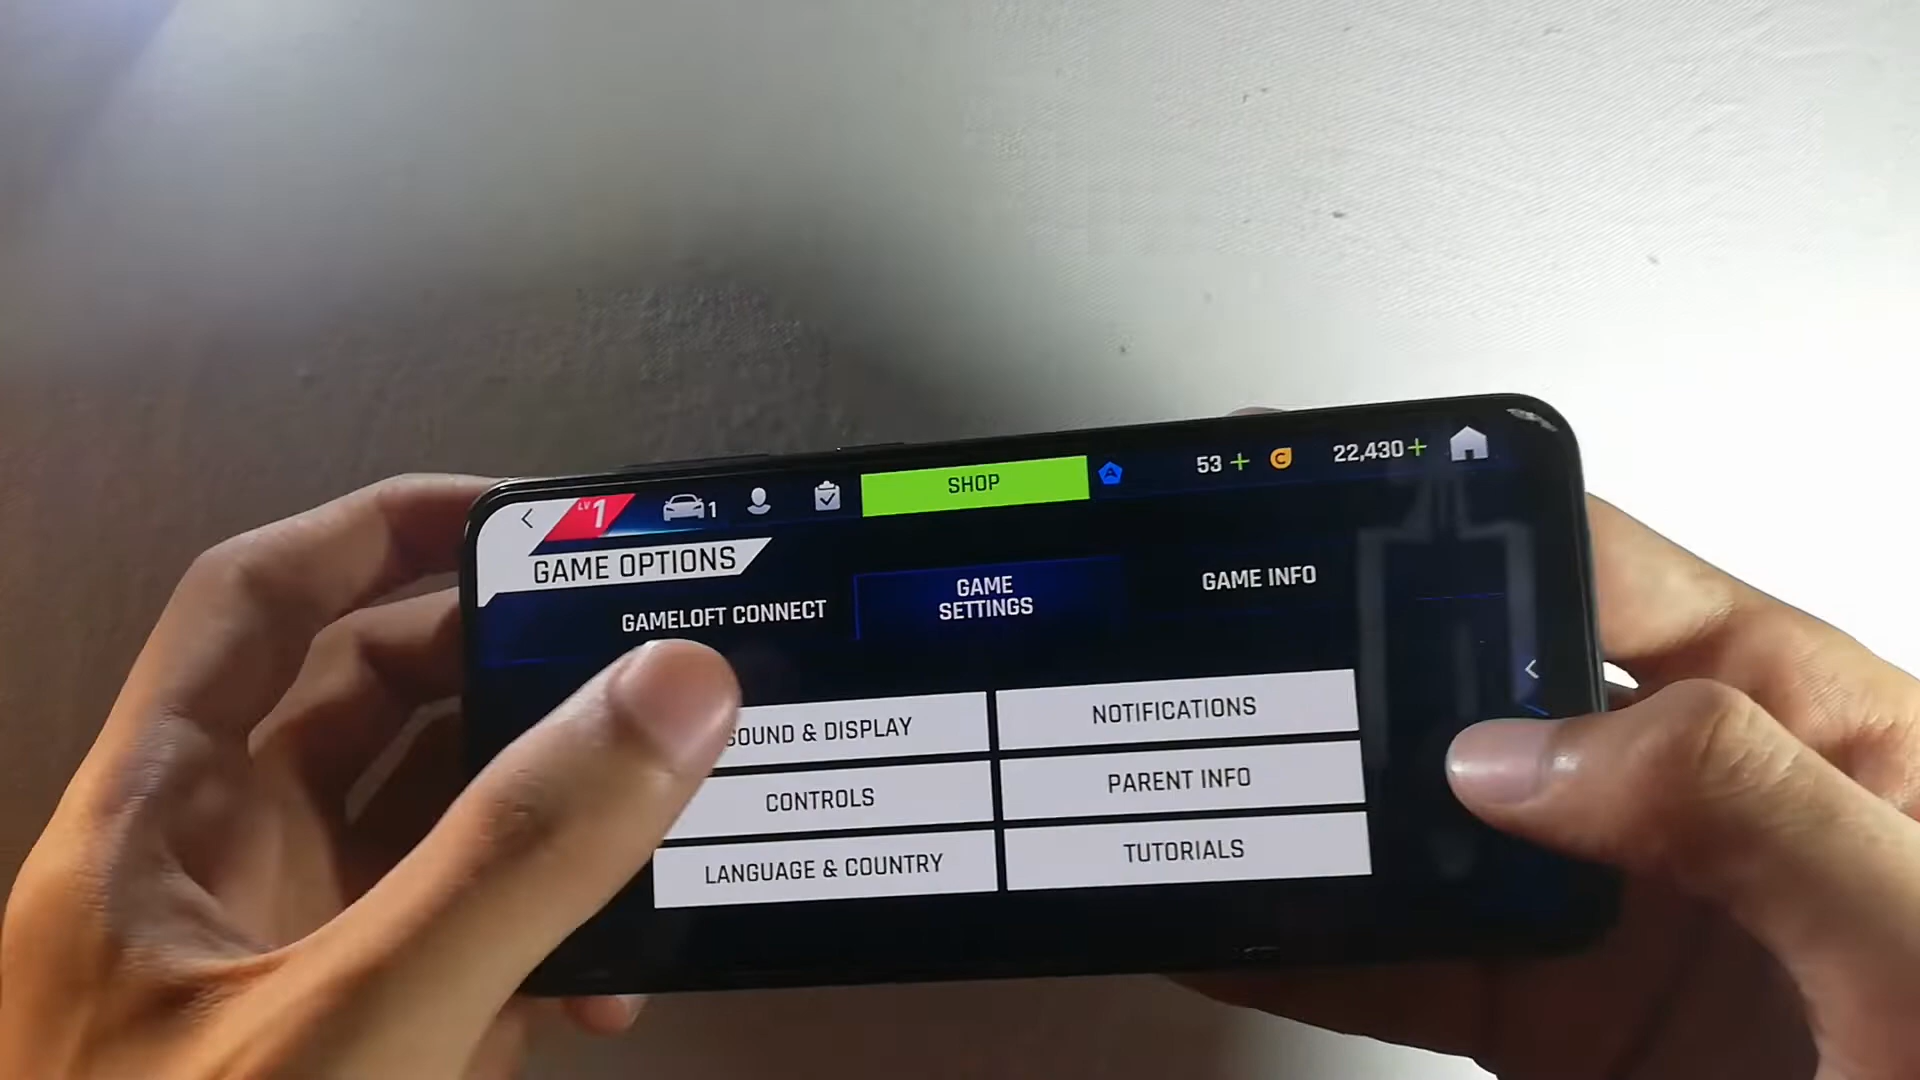 LV 1
1
SHOP
53 +
22,430 +
GAME OPTIONS
GAMELOFT CONNECT
GAME
SETTINGS
GAME INFO
SOUND & DISPLAY
NOTIFICATIONS
CONTROLS
PARENT INFO
LANGUAGE & COUNTRY
TUTORIALS